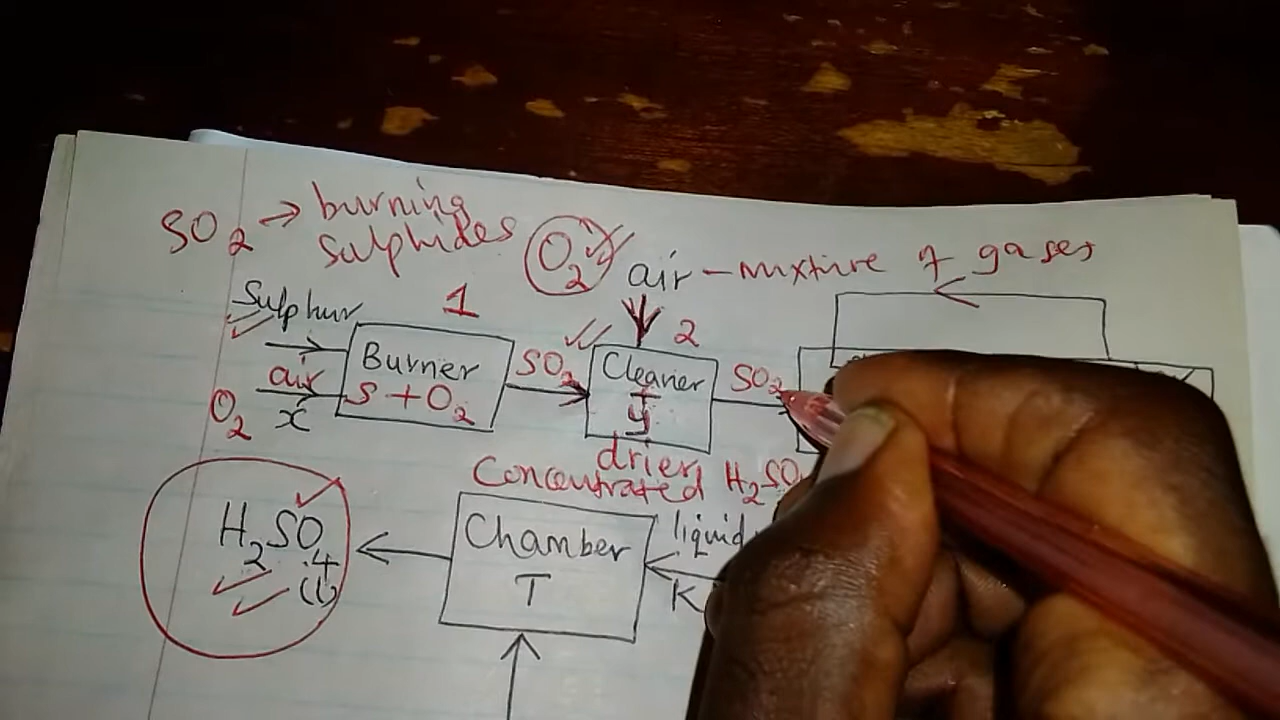 SO2 → burning
sulphides
O2
air – mixture of gases
Sulphur
1
2
Burner
S + O2
SO2
Cleaner
y
SO2
air
x
O2
drier
Concentrated H2SO
H2SO4
(l)
Chamber
T
liquid
K